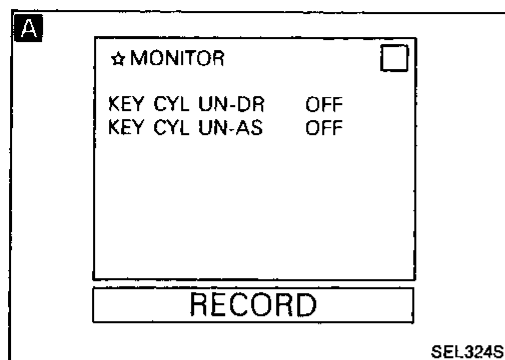 A
☆MONITOR
KEY CYL UN-DR OFF
KEY CYL UN-AS OFF
RECORD
SEL324S